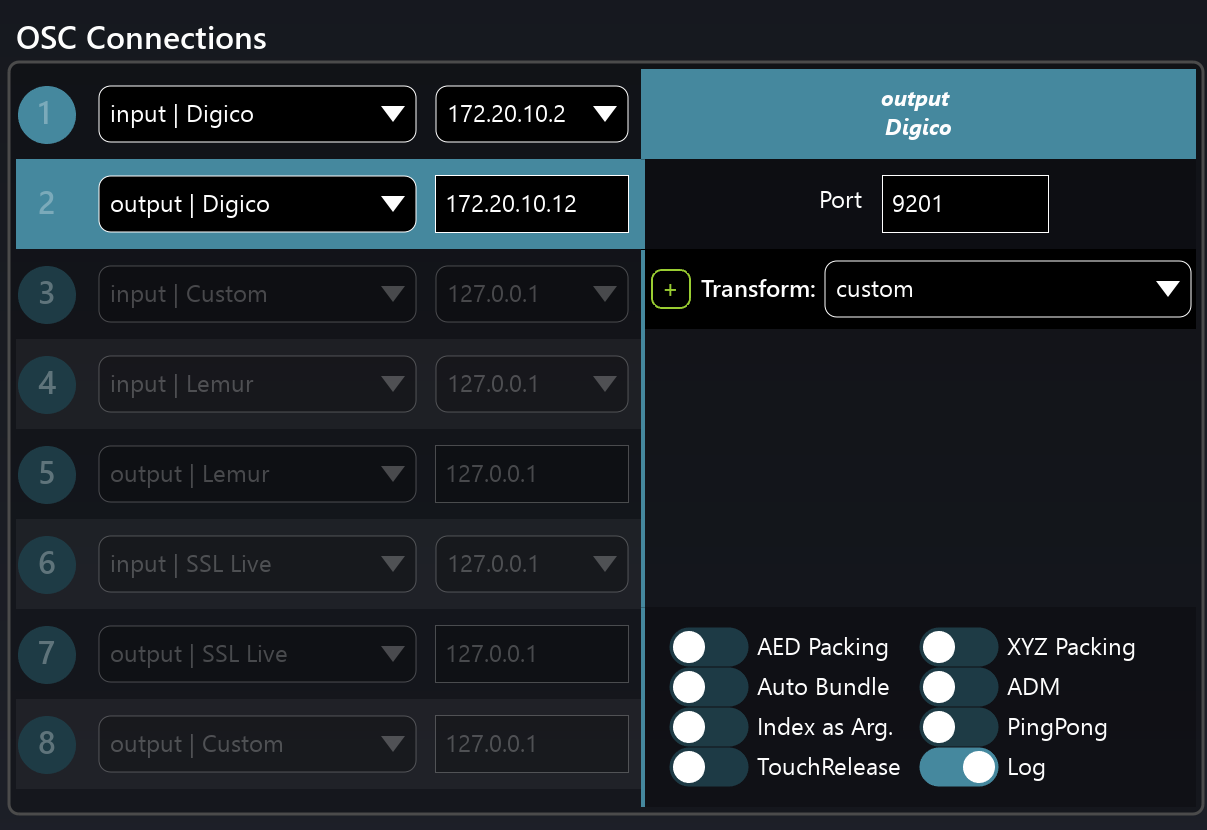 OSC Connections
1 input | Digico 172.20.10.2
output
Digico
2 output | Digico 172.20.10.12
Port 9201
3 input | Custom 127.0.0.1
+ Transform: custom
4 input | Lemur 127.0.0.1
5 output | Lemur 127.0.0.1
6 input | SSL Live 127.0.0.1
7 output | SSL Live 127.0.0.1
8 output | Custom 127.0.0.1
AED Packing XYZ Packing
Auto Bundle ADM
Index as Arg. PingPong
TouchRelease Log